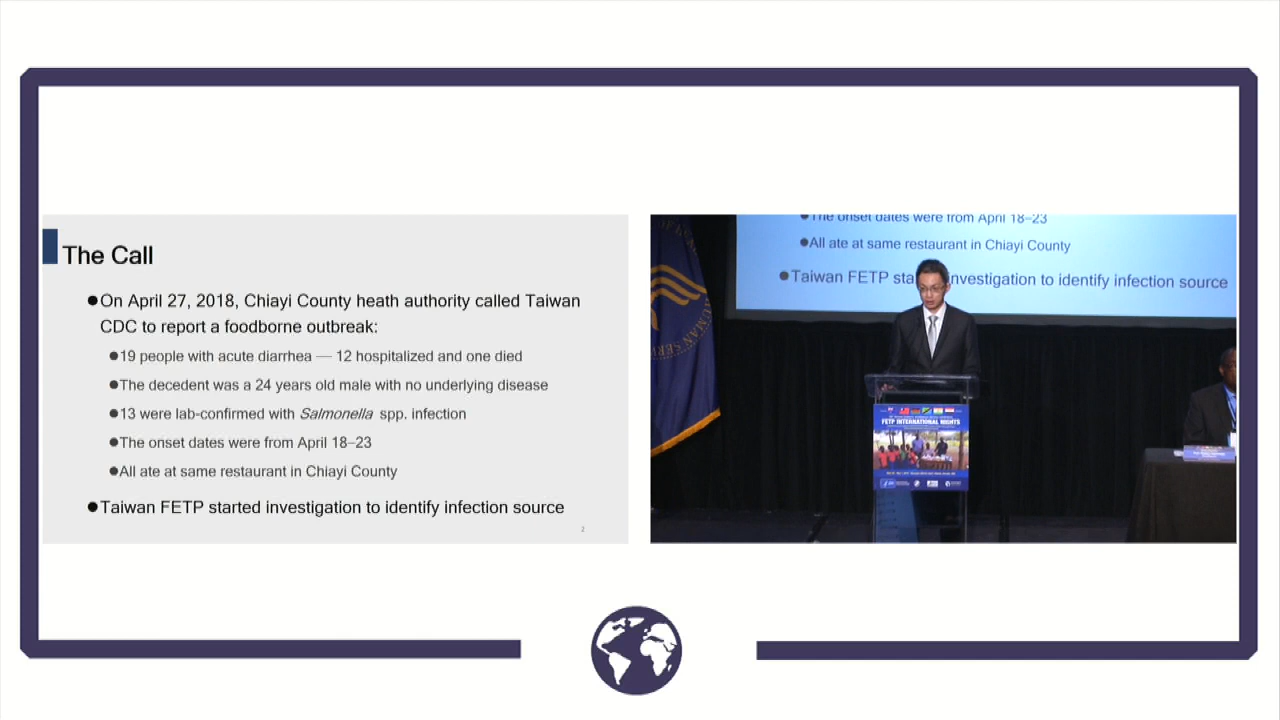 The Call
●On April 27, 2018, Chiayi County heath authority called Taiwan
CDC to report a foodborne outbreak:
●19 people with acute diarrhea — 12 hospitalized and one died
●The decedent was a 24 years old male with no underlying disease
●13 were lab-confirmed with Salmonella spp. infection
●The onset dates were from April 18–23
●All ate at same restaurant in Chiayi County
●Taiwan FETP started investigation to identify infection source
2
●The onset dates were from April 18–23
●All ate at same restaurant in Chiayi County
●Taiwan FETP sta investigation to identify infection source
HUMAN SERV
FETP INTERNATIONAL NIGHTS